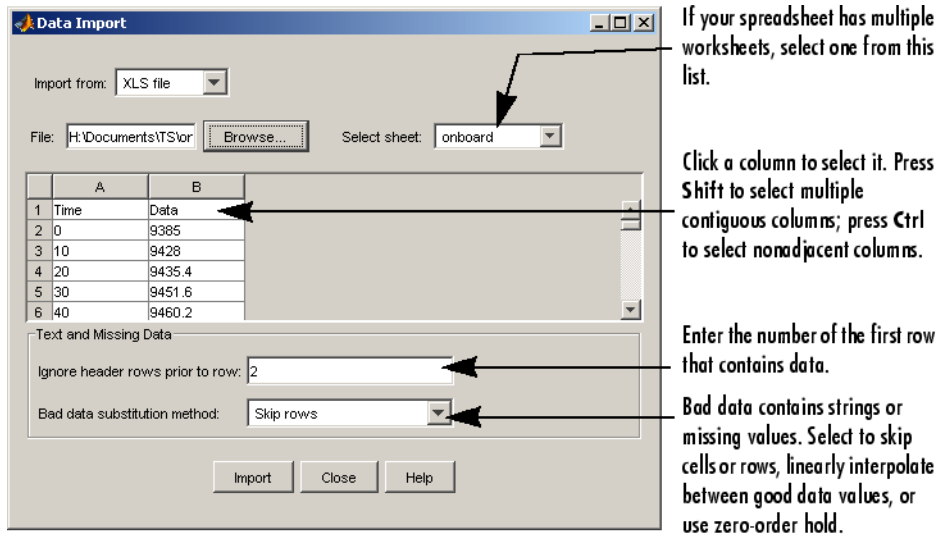 Data Import
If your spreadsheet has multiple
worksheets, select one from this
list.
Import from: XLS file
File: H:\Documents\TS\or Browse... Select sheet: onboard
Click a column to select it. Press
Shift to select multiple
contiguous columns; press Ctrl
to select nonadjacent columns.
A B
1 Time Data
2 0 9385
3 10 9428
4 20 9435.4
5 30 9451.6
6 40 9460.2
Text and Missing Data
Ignore header rows prior to row: 2
Enter the number of the first row
that contains data.
Bad data substitution method: Skip rows
Bad data contains strings or
missing values. Select to skip
cells or rows, linearly interpolate
between good data values, or
use zero-order hold.
Import Close Help